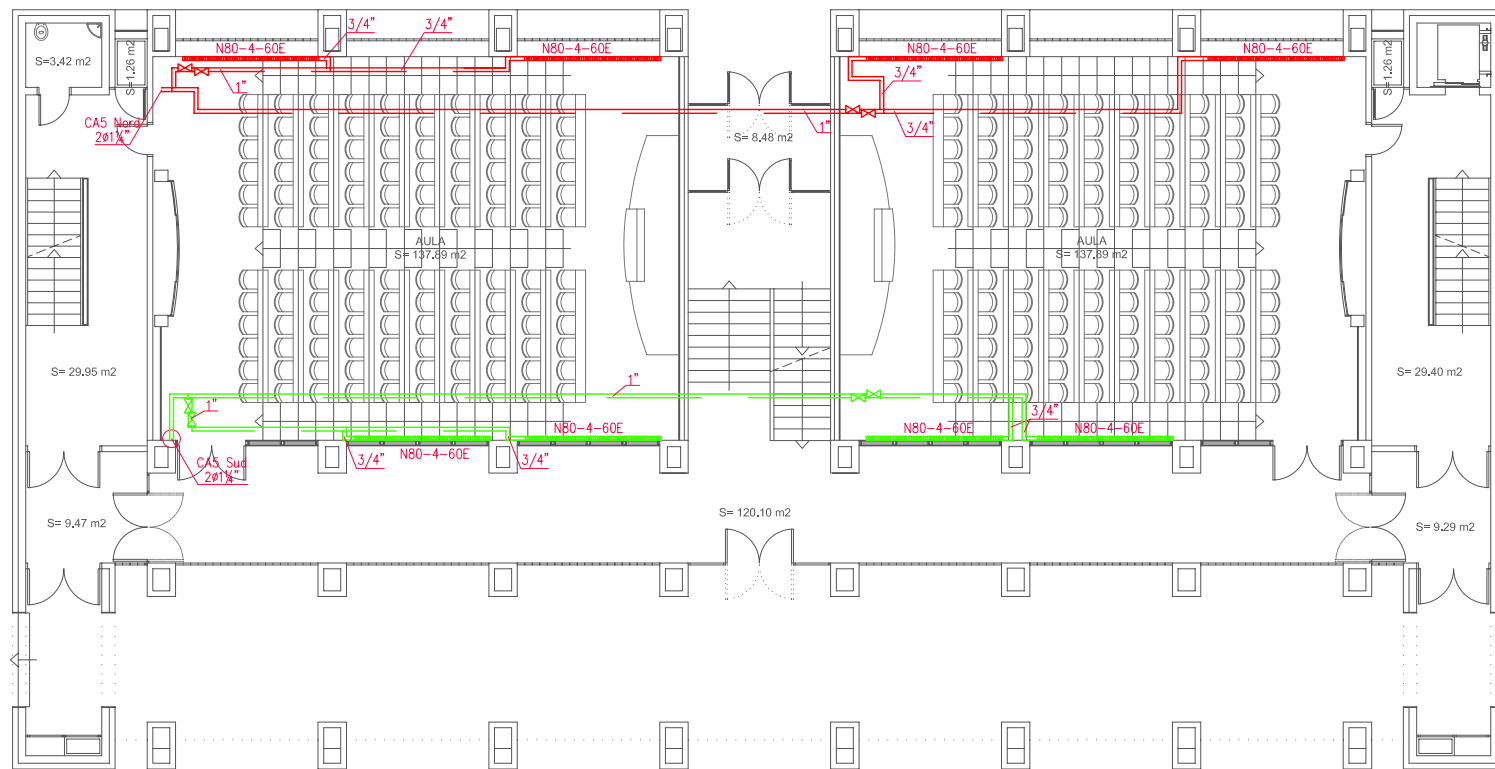 3/4"
3/4"
N80-4-60E
N80-4-60E
N80-4-60E
N80-4-60E
S=3.42 m2
S=1.26 m2
S=1.26 m2
1"
3/4"
CA5 Nord
2ø1¼"
1"
3/4"
S= 8.48 m2
AULA
S= 137.89 m2
AULA
S= 137.89 m2
S= 29.95 m2
S= 29.40 m2
1"
1"
3/4"
N80-4-60E
N80-4-60E
N80-4-60E
N80-4-60E
CA5 Sud
2ø1¼"
3/4"
3/4"
S= 9.47 m2
S= 120.10 m2
S= 9.29 m2